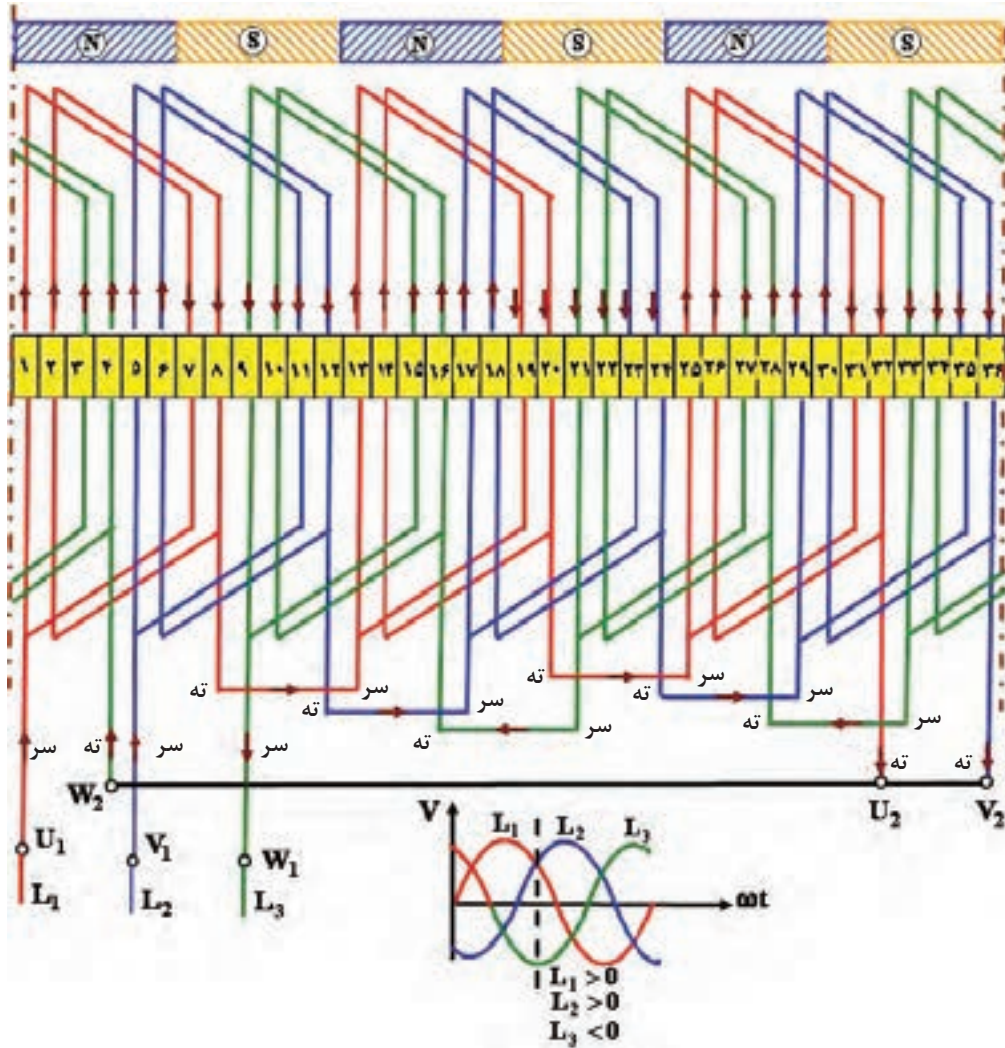 N S N S N S
۱ ۲ ۳ ۴ ۵ ۶ ۷ ۸ ۹ ۱۰ ۱۱ ۱۲ ۱۳ ۱۴ ۱۵ ۱۶ ۱۷ ۱۸ ۱۹ ۲۰ ۲۱ ۲۲ ۲۳ ۲۴ ۲۵ ۲۶ ۲۷ ۲۸ ۲۹ ۳۰ ۳۱ ۳۲ ۳۳ ۳۴ ۳۵ ۳۶
ته سر ته سر
ته سر ته سر
ته سر ته سر
سر ته سر سر ته ته
W₂ U₂ V₂
U₁ V₁ W₁
L₁ L₂ L₃
V L₁ L₂ L₃
ωt
L₁ > 0
L₂ > 0
L₃ < 0